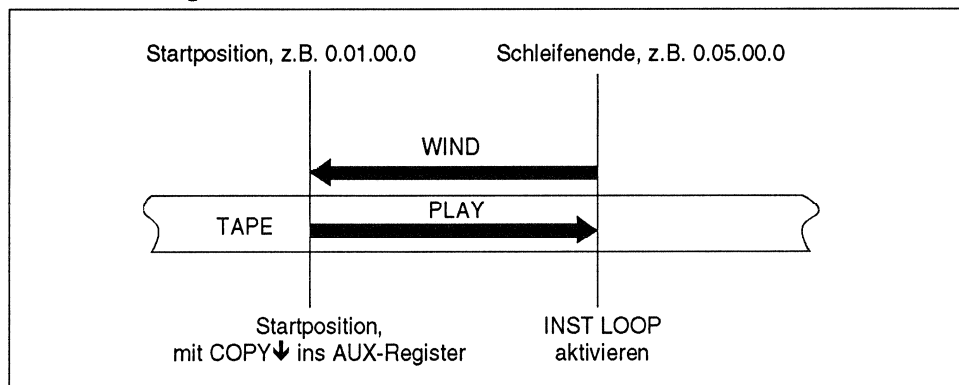 Startposition, z.B. 0.01.00.0
Schleifenende, z.B. 0.05.00.0
WIND
TAPE
PLAY
Startposition,
mit COPY↓ ins AUX-Register
INST LOOP
aktivieren